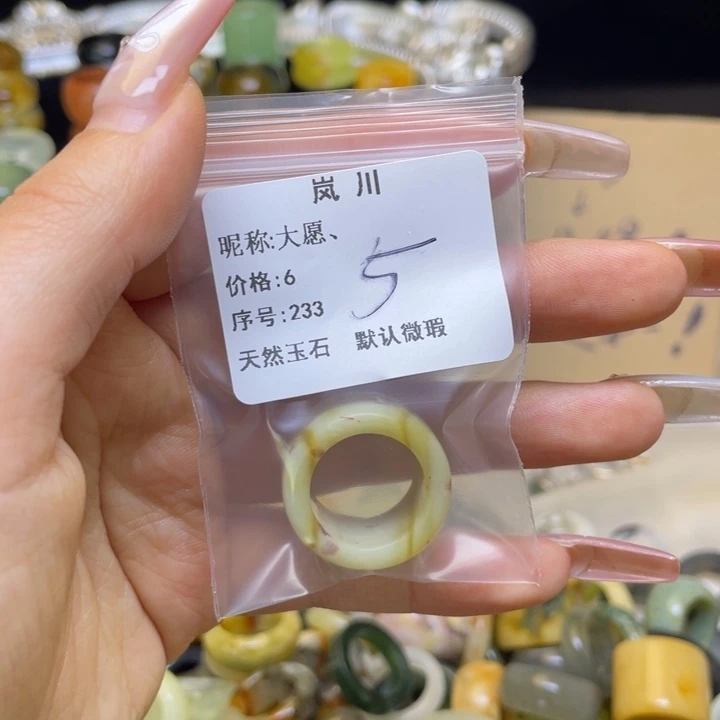 岚川
昵称:大愿、
价格:6
5
序号:233
天然玉石 默认微瑕